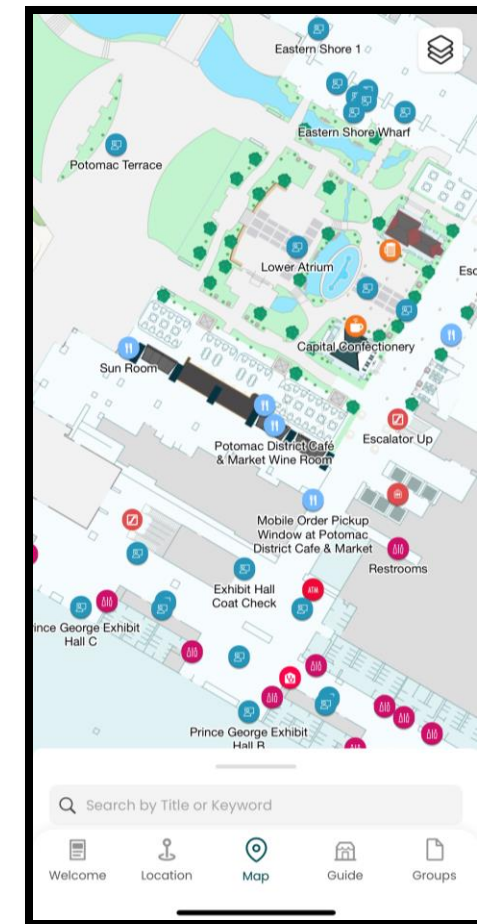 Eastern Shore 1
Eastern Shore Wharf
Potomac Terrace
Lower Atrium
Esc
Capital Confectionery
Sun Room
Escalator Up
Potomac District Café
& Market Wine Room
Mobile Order Pickup
Window at Potomac
District Cafe & Market
Restrooms
Exhibit Hall
Coat Check
ATM
ince George Exhibit
Hall C
Prince George Exhibit
Hall B
Search by Title or Keyword
Welcome
Location
Map
Guide
Groups